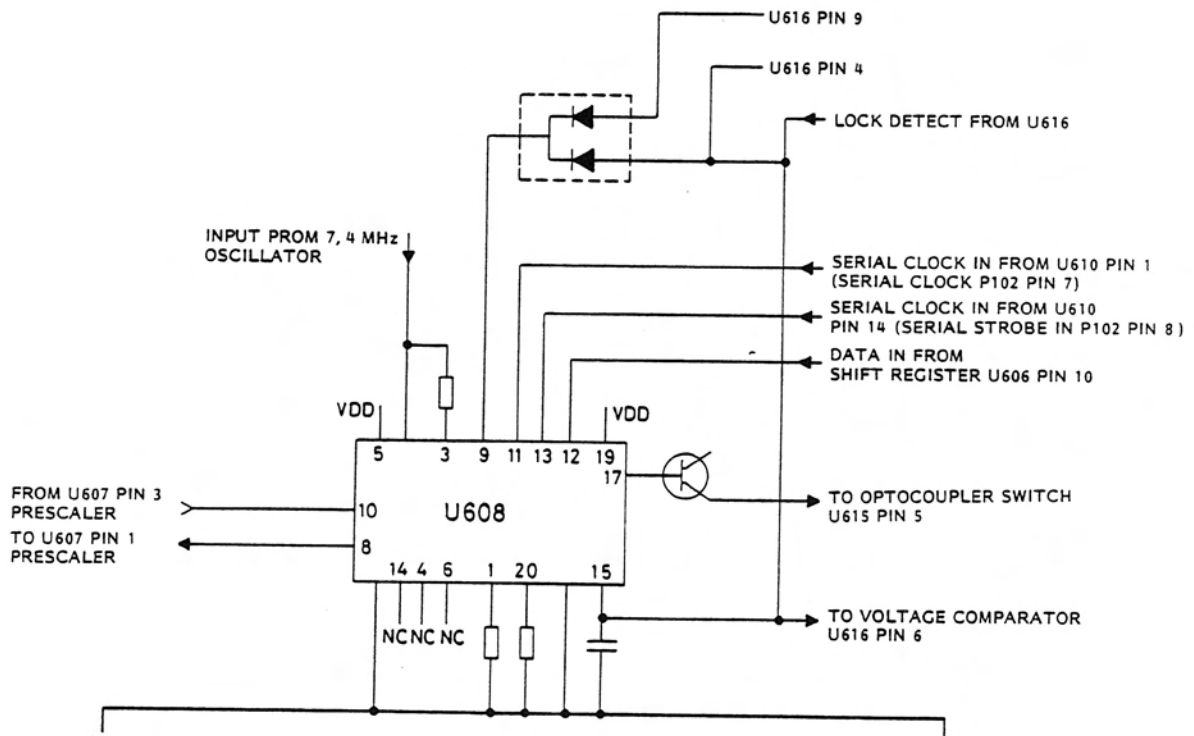 U616 PIN 9
U616 PIN 4
LOCK DETECT FROM U616
INPUT PROM 7,4 MHz
OSCILLATOR
SERIAL CLOCK IN FROM U610 PIN 1
(SERIAL CLOCK P102 PIN 7)
SERIAL CLOCK IN FROM U610
PIN 14 (SERIAL STROBE IN P102 PIN 8)
DATA IN FROM
SHIFT REGISTER U606 PIN 10
VDD
VDD
5
3
9
11
13
12
19
17
FROM U607 PIN 3
PRESCALER
10
U608
TO OPTOCOUPLER SWITCH
U615 PIN 5
TO U607 PIN 1
PRESCALER
8
14
4
6
1
20
15
NC
NC
NC
TO VOLTAGE COMPARATOR
U616 PIN 6